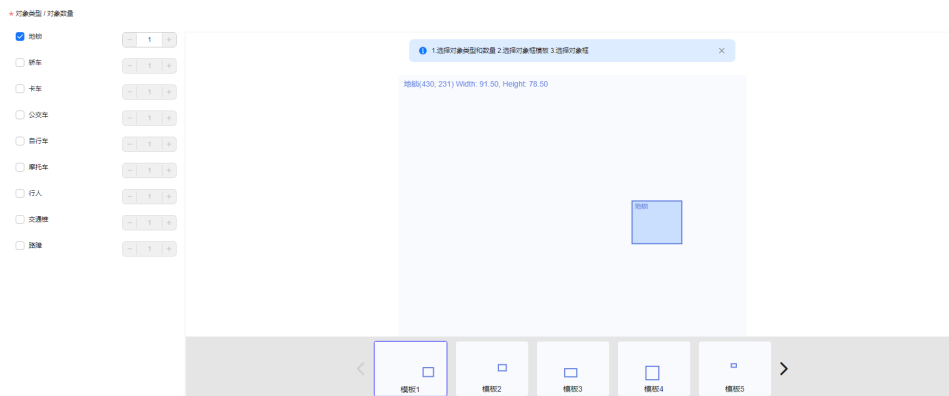 * 对象类型 / 对象数量
地锁
- 1 +
轿车
- 1 +
卡车
- 1 +
公交车
- 1 +
自行车
- 1 +
摩托车
- 1 +
行人
- 1 +
交通锥
- 1 +
路障
- 1 +
1.选择对象类型和数量 2.选择对象框模板 3.选择对象框
地锁(430, 231) Width: 91.50, Height: 78.50
地锁
模板1
模板2
模板3
模板4
模板5